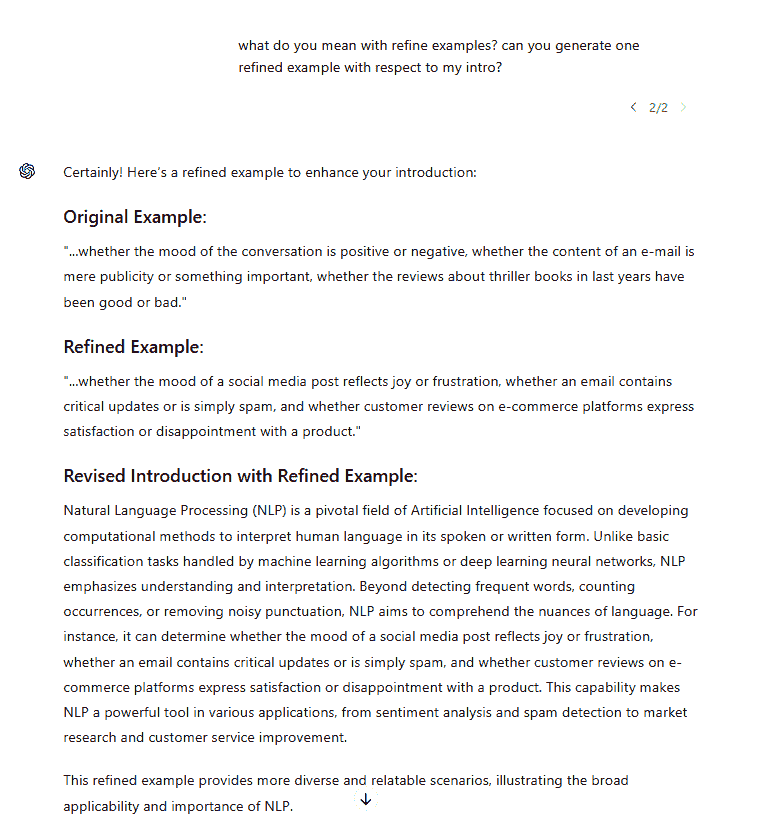 what do you mean with refine examples? can you generate one
refined example with respect to my intro?
2/2
Certainly! Here's a refined example to enhance your introduction:
Original Example:
"...whether the mood of the conversation is positive or negative, whether the content of an e-mail is
mere publicity or something important, whether the reviews about thriller books in last years have
been good or bad."
Refined Example:
"...whether the mood of a social media post reflects joy or frustration, whether an email contains
critical updates or is simply spam, and whether customer reviews on e-commerce platforms express
satisfaction or disappointment with a product."
Revised Introduction with Refined Example:
Natural Language Processing (NLP) is a pivotal field of Artificial Intelligence focused on developing
computational methods to interpret human language in its spoken or written form. Unlike basic
classification tasks handled by machine learning algorithms or deep learning neural networks, NLP
emphasizes understanding and interpretation. Beyond detecting frequent words, counting
occurrences, or removing noisy punctuation, NLP aims to comprehend the nuances of language. For
instance, it can determine whether the mood of a social media post reflects joy or frustration,
whether an email contains critical updates or is simply spam, and whether customer reviews on e-
commerce platforms express satisfaction or disappointment with a product. This capability makes
NLP a powerful tool in various applications, from sentiment analysis and spam detection to market
research and customer service improvement.
This refined example provides more diverse and relatable scenarios, illustrating the broad
applicability and importance of NLP.